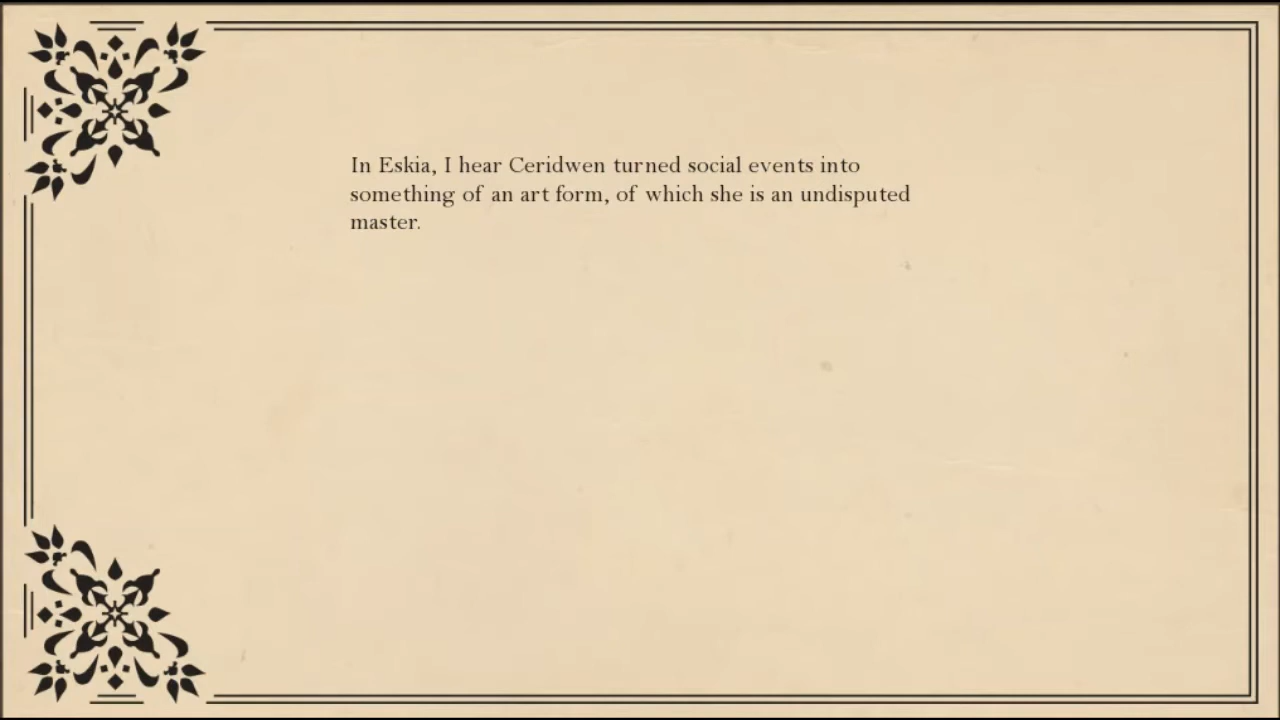 In Eskia, I hear Ceridwen turned social events into
something of an art form, of which she is an undisputed
master.